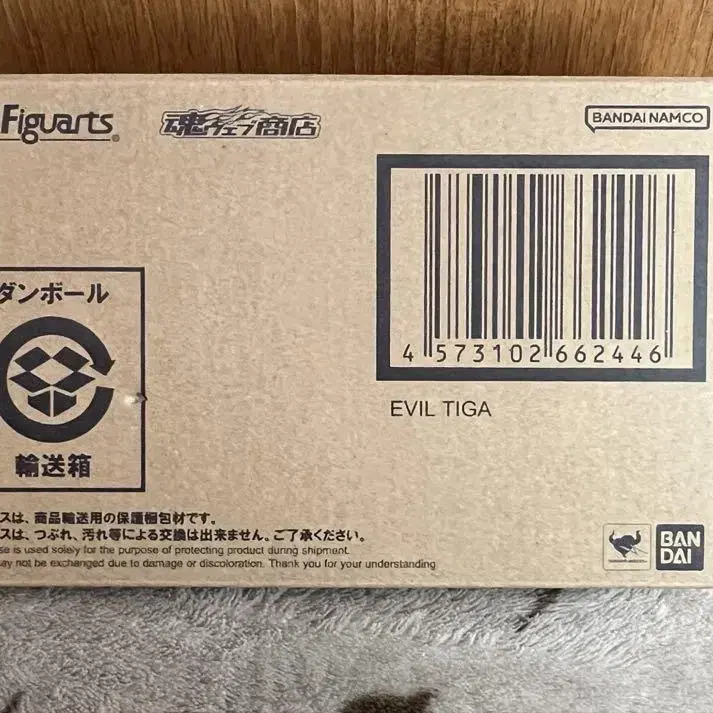 Figuarts®
魂ウェブ商店
BANDAI NAMCO
4 573102 662446
EVIL TIGA
ダンボール
輸送箱
スは、商品輸送用の保護梱包材です。
スは、つぶれ、汚れ等による交換は出来ません。ご了承ください。
se is used solely for the purpose of protecting product during shipment.
ay not be exchanged due to damage or discoloration. Thank you for your understanding
BAN
DAI